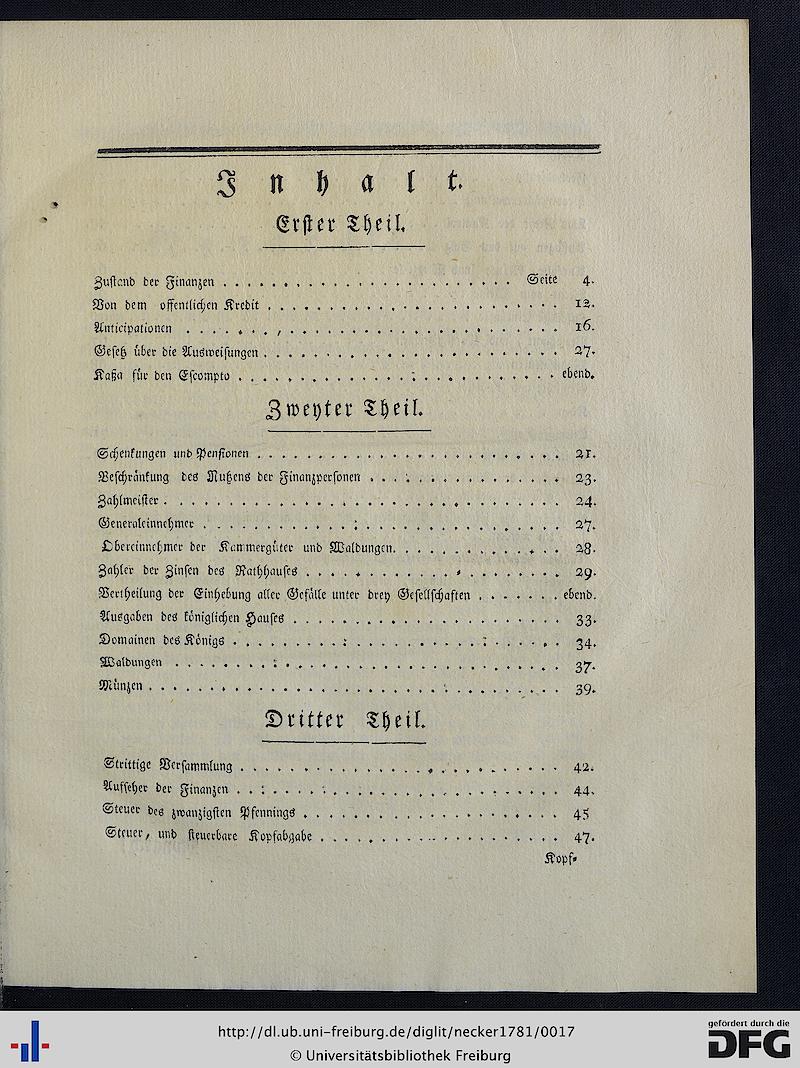 Inhalt.
Erster Theil.
Zustand der Finanzen . . . . . . . . . . . . . . . . . . . . . . . . Seite 4.
Von dem offentlichen Kredit . . . . . . . . . . . . . . . . . . . . 12.
Anticipationen . . . . . . . . . . . . . . . . . . . . . . . . . 16.
Gesetz über die Ausweisungen . . . . . . . . . . . . . . . . . . . . 27.
Kaßa für den Escompto . . . . . . . . . . . . . . . . . . . . . . ebend.
Zweyter Theil.
Schenkungen und Pensionen . . . . . . . . . . . . . . . . . . . . . 21.
Beschränkung des Nutzens der Finanzpersonen . . . . . . . . . . . . . 23.
Zahlmeister . . . . . . . . . . . . . . . . . . . . . . . . . . . 24.
Generaleinnehmer . . . . . . . . . . . . . . . . . . . . . . . . 27.
Obereinnehmer der Kammergüter und Waldungen. . . . . . . . . . . . 28.
Zahler der Zinsen des Rathhauses . . . . . . . . . . . . . . . . . . 29.
Vertheilung der Einhebung aller Gefälle unter drey Gesellschaften . . . . . . . ebend.
Ausgaben des königlichen Hauses . . . . . . . . . . . . . . . . . . 33.
Domainen des Königs . . . . . . . . . . . . . . . . . . . . . . . 34.
Waldungen . . . . . . . . . . . . . . . . . . . . . . . . . . . 37.
Münzen . . . . . . . . . . . . . . . . . . . . . . . . . . . . 39.
Dritter Theil.
Strittige Versammlung . . . . . . . . . . . . . . . . . . . . . . 42.
Aufseher der Finanzen . . . . . . . . . . . . . . . . . . . . . . 44.
Steuer des zwanzigsten Pfennings . . . . . . . . . . . . . . . . . . 45
Steuer, und steuerbare Kopfabgabe . . . . . . . . . . . . . . . . . 47.
Kopf-
http://dl.ub.uni-freiburg.de/diglit/necker1781/0017
© Universitätsbibliothek Freiburg
gefördert durch die
DFG